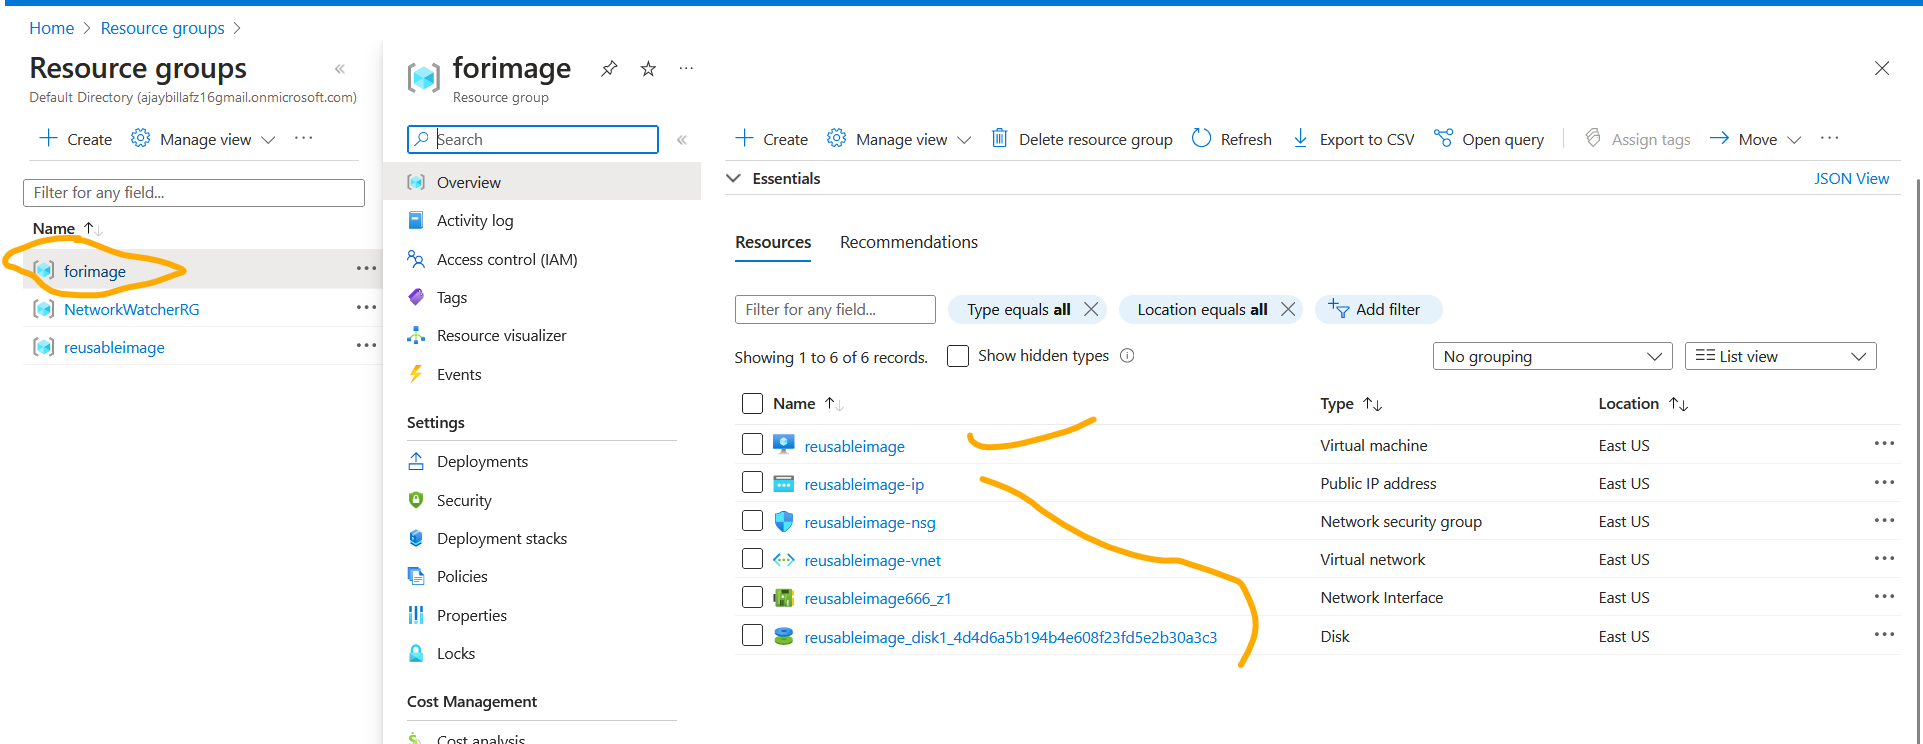 Home > Resource groups >
Resource groups «
Default Directory (ajaybillafz16gmail.onmicrosoft.com)
+ Create Manage view ...
Filter for any field...
Name ↑↓
forimage ...
NetworkWatcherRG ...
reusableimage ...
forimage ...
Resource group
Search «
Overview
Activity log
Access control (IAM)
Tags
Resource visualizer
Events
Settings
Deployments
Security
Deployment stacks
Policies
Properties
Locks
Cost Management
Cost analysis
+ Create Manage view Delete resource group Refresh Export to CSV Open query Assign tags Move ...
Essentials JSON View
Resources Recommendations
Filter for any field... Type equals all Location equals all Add filter
Showing 1 to 6 of 6 records. Show hidden types No grouping List view
Name ↑↓ Type ↑↓ Location ↑↓
reusableimage Virtual machine East US ...
reusableimage-ip Public IP address East US ...
reusableimage-nsg Network security group East US ...
reusableimage-vnet Virtual network East US ...
reusableimage666_z1 Network Interface East US ...
reusableimage_disk1_4d4d6a5b194b4e608f23fd5e2b30a3c3 Disk East US ...